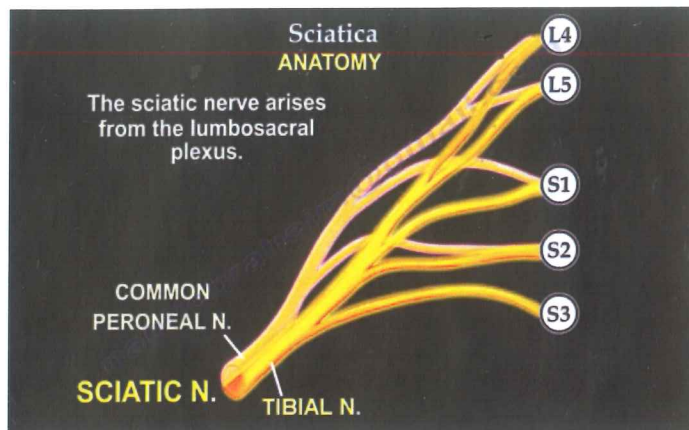 Sciatica
ANATOMY
The sciatic nerve arises
from the lumbosacral
plexus.
L4
L5
S1
S2
S3
COMMON
PERONEAL N.
SCIATIC N.
TIBIAL N.